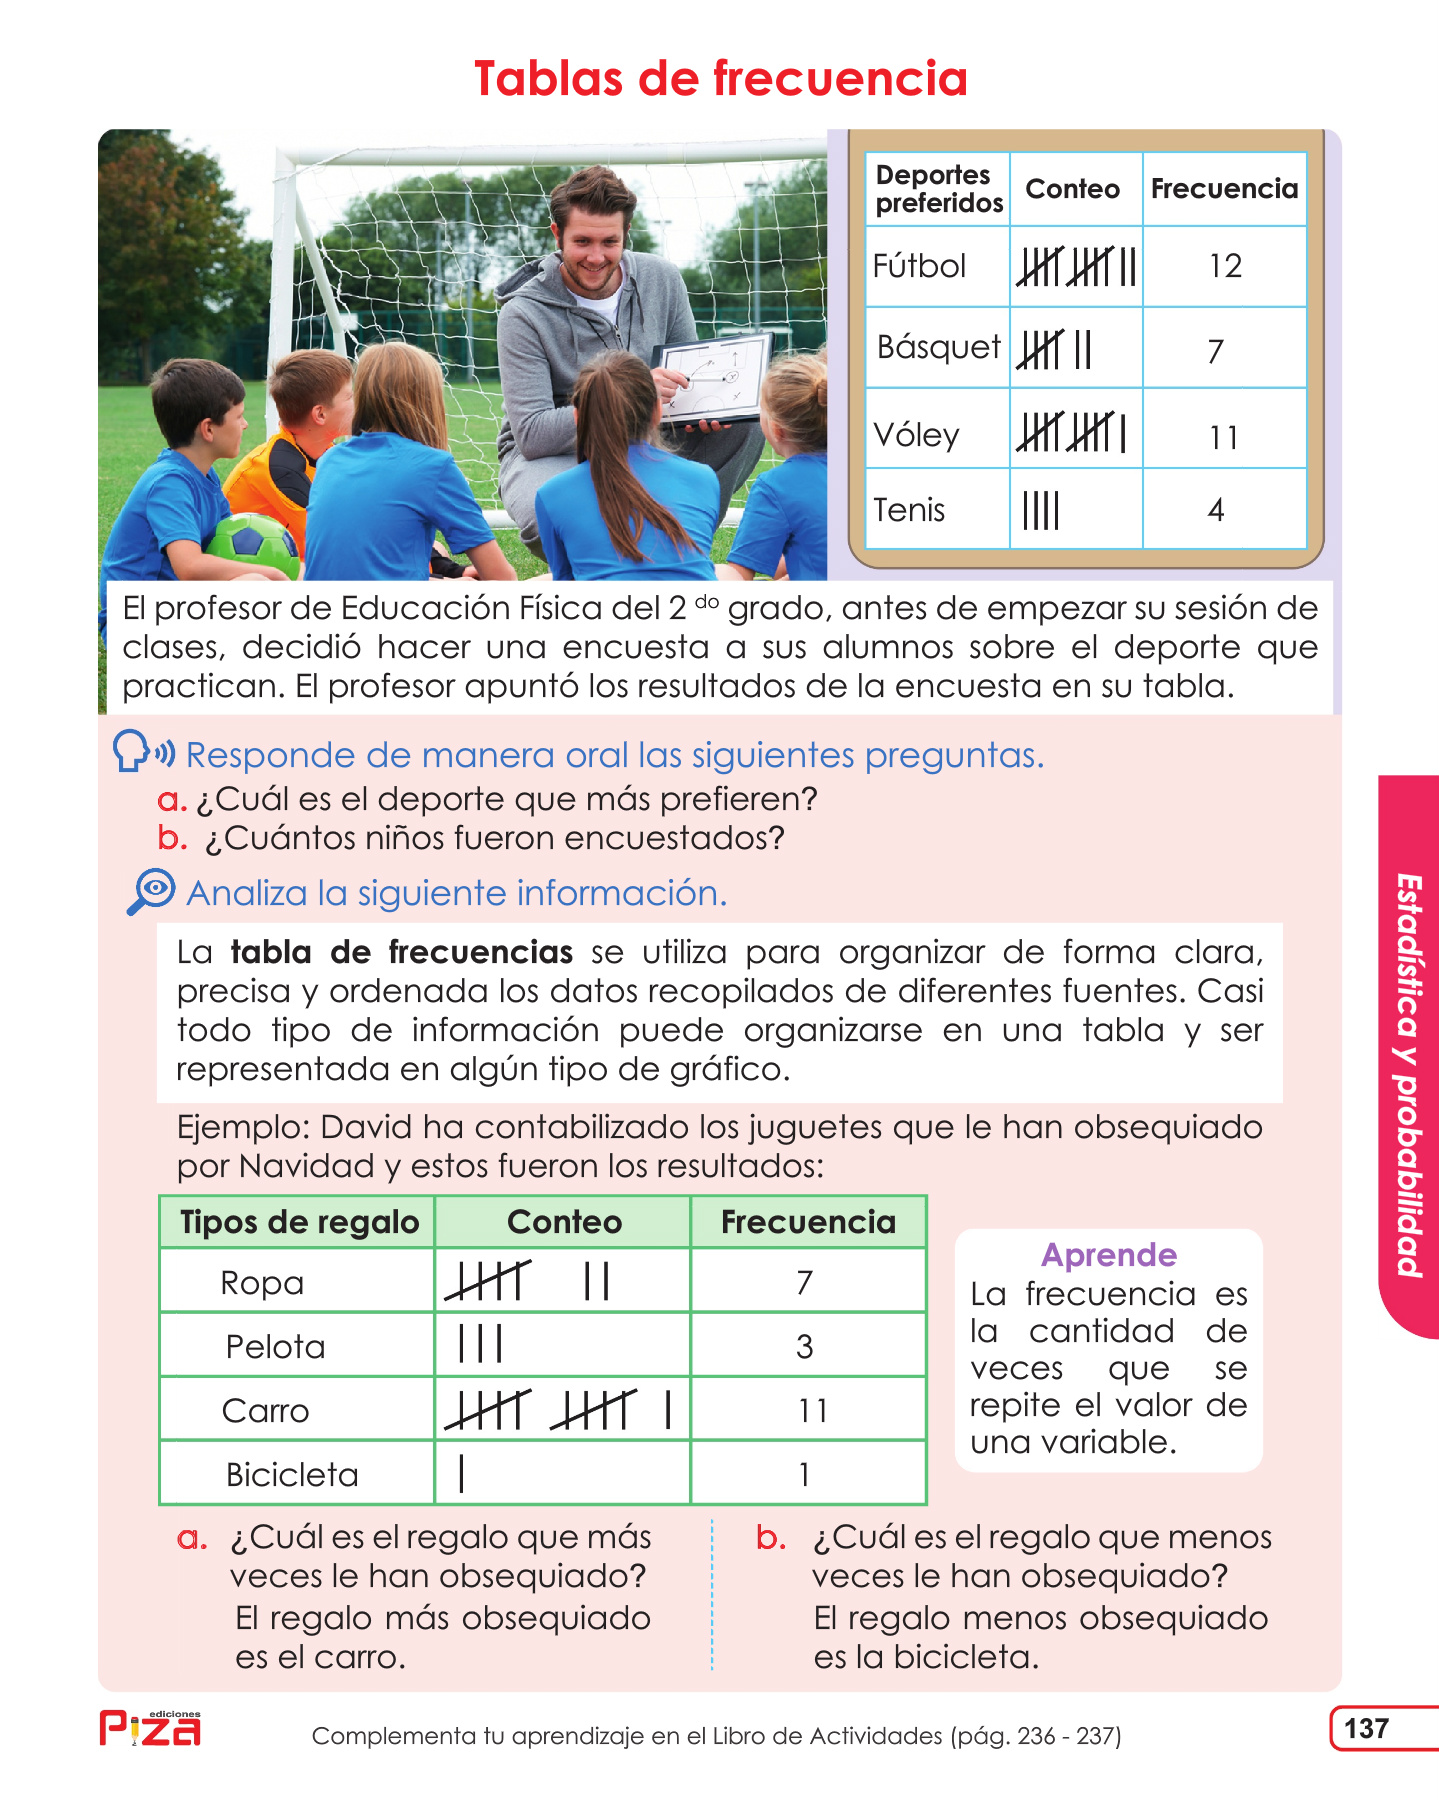 Tablas de frecuencia
Deportes preferidos Conteo Frecuencia
Fútbol 12
Básquet 7
Vóley 11
Tenis 4
El profesor de Educación Física del 2 do grado, antes de empezar su sesión de
clases, decidió hacer una encuesta a sus alumnos sobre el deporte que
practican. El profesor apuntó los resultados de la encuesta en su tabla.
Responde de manera oral las siguientes preguntas.
a. ¿Cuál es el deporte que más prefieren?
b. ¿Cuántos niños fueron encuestados?
Analiza la siguiente información.
La tabla de frecuencias se utiliza para organizar de forma clara,
precisa y ordenada los datos recopilados de diferentes fuentes. Casi
todo tipo de información puede organizarse en una tabla y ser
representada en algún tipo de gráfico.
Ejemplo: David ha contabilizado los juguetes que le han obsequiado
por Navidad y estos fueron los resultados:
Tipos de regalo Conteo Frecuencia
Ropa 7
Pelota 3
Carro 11
Bicicleta 1
Aprende
La frecuencia es
la cantidad de
veces que se
repite el valor de
una variable.
a. ¿Cuál es el regalo que más
veces le han obsequiado?
El regalo más obsequiado
es el carro.
b. ¿Cuál es el regalo que menos
veces le han obsequiado?
El regalo menos obsequiado
es la bicicleta.
Estadística y probabilidad
ediciones
Piza
Complementa tu aprendizaje en el Libro de Actividades (pág. 236 - 237)
137